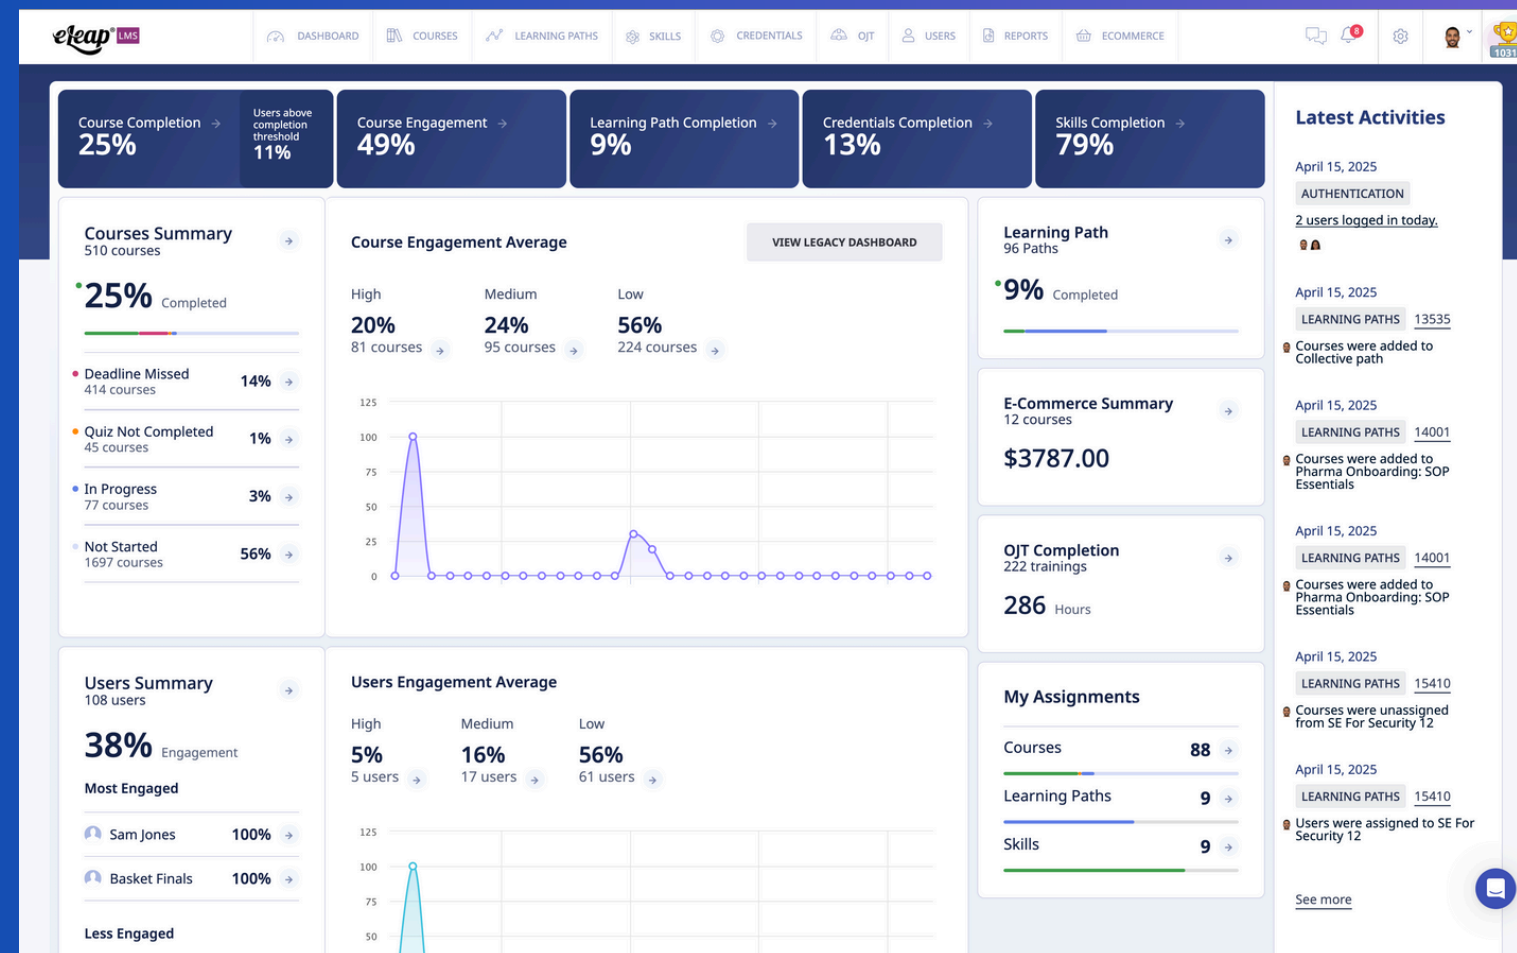 eleap® LMS
DASHBOARD
COURSES
LEARNING PATHS
SKILLS
CREDENTIALS
OJT
USERS
REPORTS
ECOMMERCE
8
1031
Course Completion →
25%
Users above
completion
threshold
11%
Course Engagement →
49%
Learning Path Completion →
9%
Credentials Completion →
13%
Skills Completion →
79%
Courses Summary
510 courses
25% Completed
Deadline Missed
414 courses
14%
Quiz Not Completed
45 courses
1%
In Progress
77 courses
3%
Not Started
1697 courses
56%
Course Engagement Average
VIEW LEGACY DASHBOARD
High
20%
81 courses
Medium
24%
95 courses
Low
56%
224 courses
125
100
75
50
25
0
Users Summary
108 users
38% Engagement
Most Engaged
Sam Jones 100%
Basket Finals 100%
Less Engaged
Users Engagement Average
High
5%
5 users
Medium
16%
17 users
Low
56%
61 users
125
100
75
50
Learning Path
96 Paths
9% Completed
E-Commerce Summary
12 courses
$3787.00
OJT Completion
222 trainings
286 Hours
My Assignments
Courses 88
Learning Paths 9
Skills 9
Latest Activities
April 15, 2025
AUTHENTICATION
2 users logged in today.
April 15, 2025
LEARNING PATHS 13535
Courses were added to
Collective path
April 15, 2025
LEARNING PATHS 14001
Courses were added to
Pharma Onboarding: SOP
Essentials
April 15, 2025
LEARNING PATHS 14001
Courses were added to
Pharma Onboarding: SOP
Essentials
April 15, 2025
LEARNING PATHS 15410
Courses were unassigned
from SE For Security 12
April 15, 2025
LEARNING PATHS 15410
Users were assigned to SE For
Security 12
See more